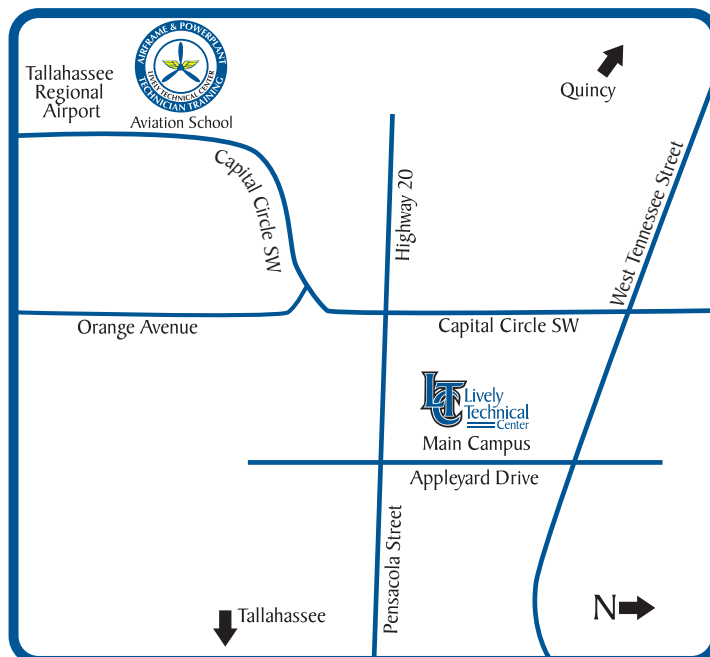 AIRFRAME & POWERPLANT
LIVELY TECHNICAL CENTER
TECHNICIAN TRAINING
Tallahassee
Regional
Airport
Aviation School
Quincy
Capital Circle SW
Highway 20
West Tennessee Street
Orange Avenue
Capital Circle SW
LTC
Lively
Technical
Center
Main Campus
Appleyard Drive
Pensacola Street
Tallahassee
N